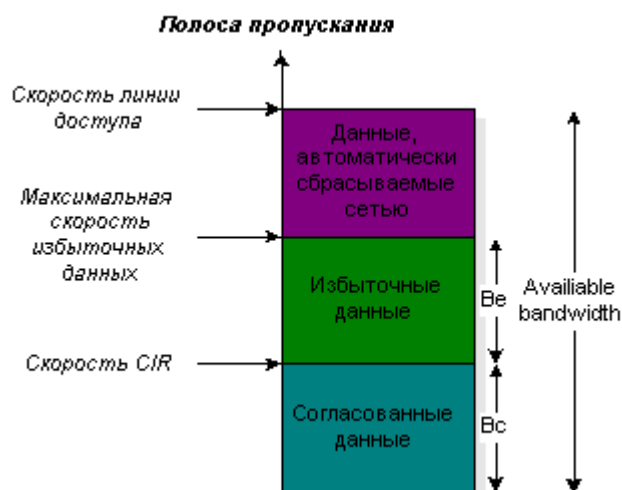 Полоса пропускания
Скорость линии
доступа
Данные,
автоматически
сбрасываемые
сетью
Максимальная
скорость
избыточных
данных
Избыточные
данные
Be
Availiable
bandwidth
Скорость CIR
Согласованные
данные
Bc